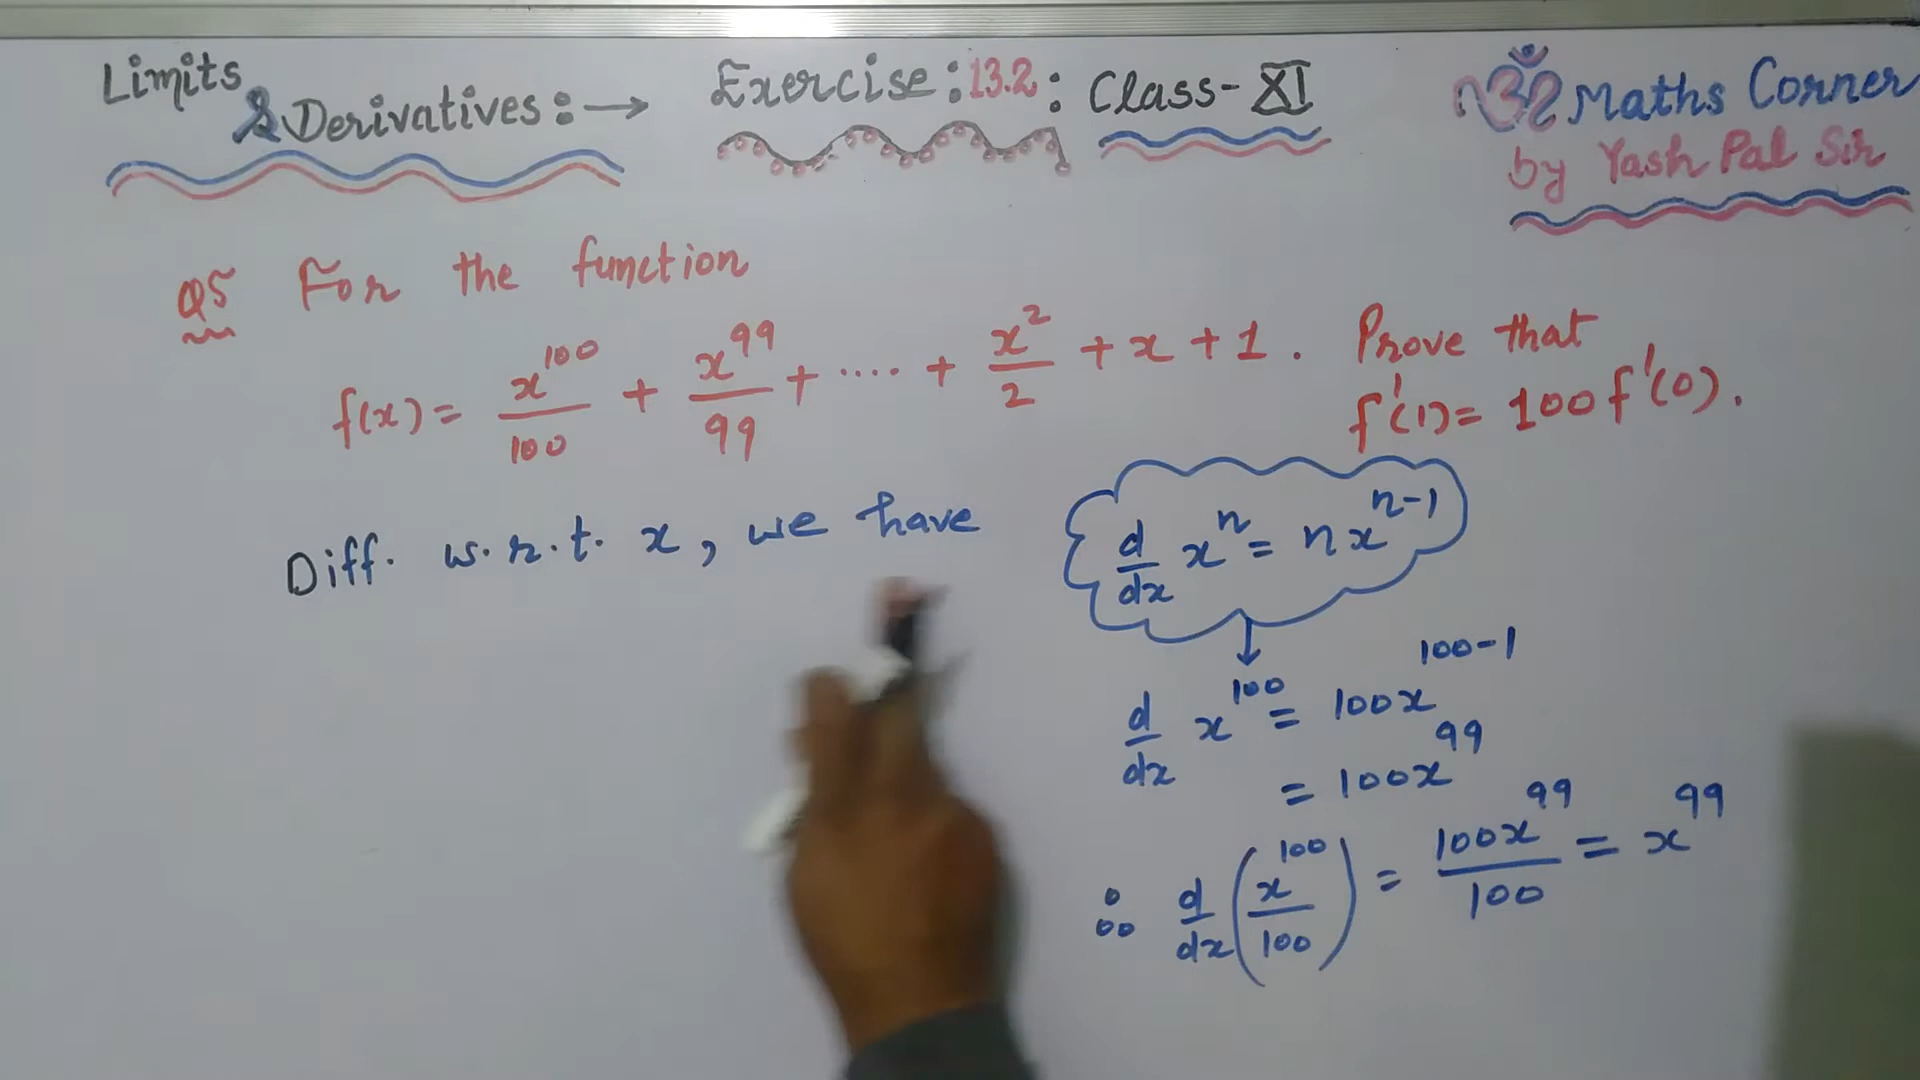 Limits & Derivatives :→ Exercise : 13.2 : Class-XI
ॐ Maths Corner
by Yash Pal Sir
Q5 For the function
f(x) = x^100/100 + x^99/99 + .... + x^2/2 + x + 1. Prove that
f'(1) = 100 f'(0).
Diff. w.r.t. x, we have
d/dx x^n = n x^(n-1)
d/dx x^100 = 100x^(100-1)
= 100x^99
∴ d/dx (x^100/100) = 100x^99/100 = x^99